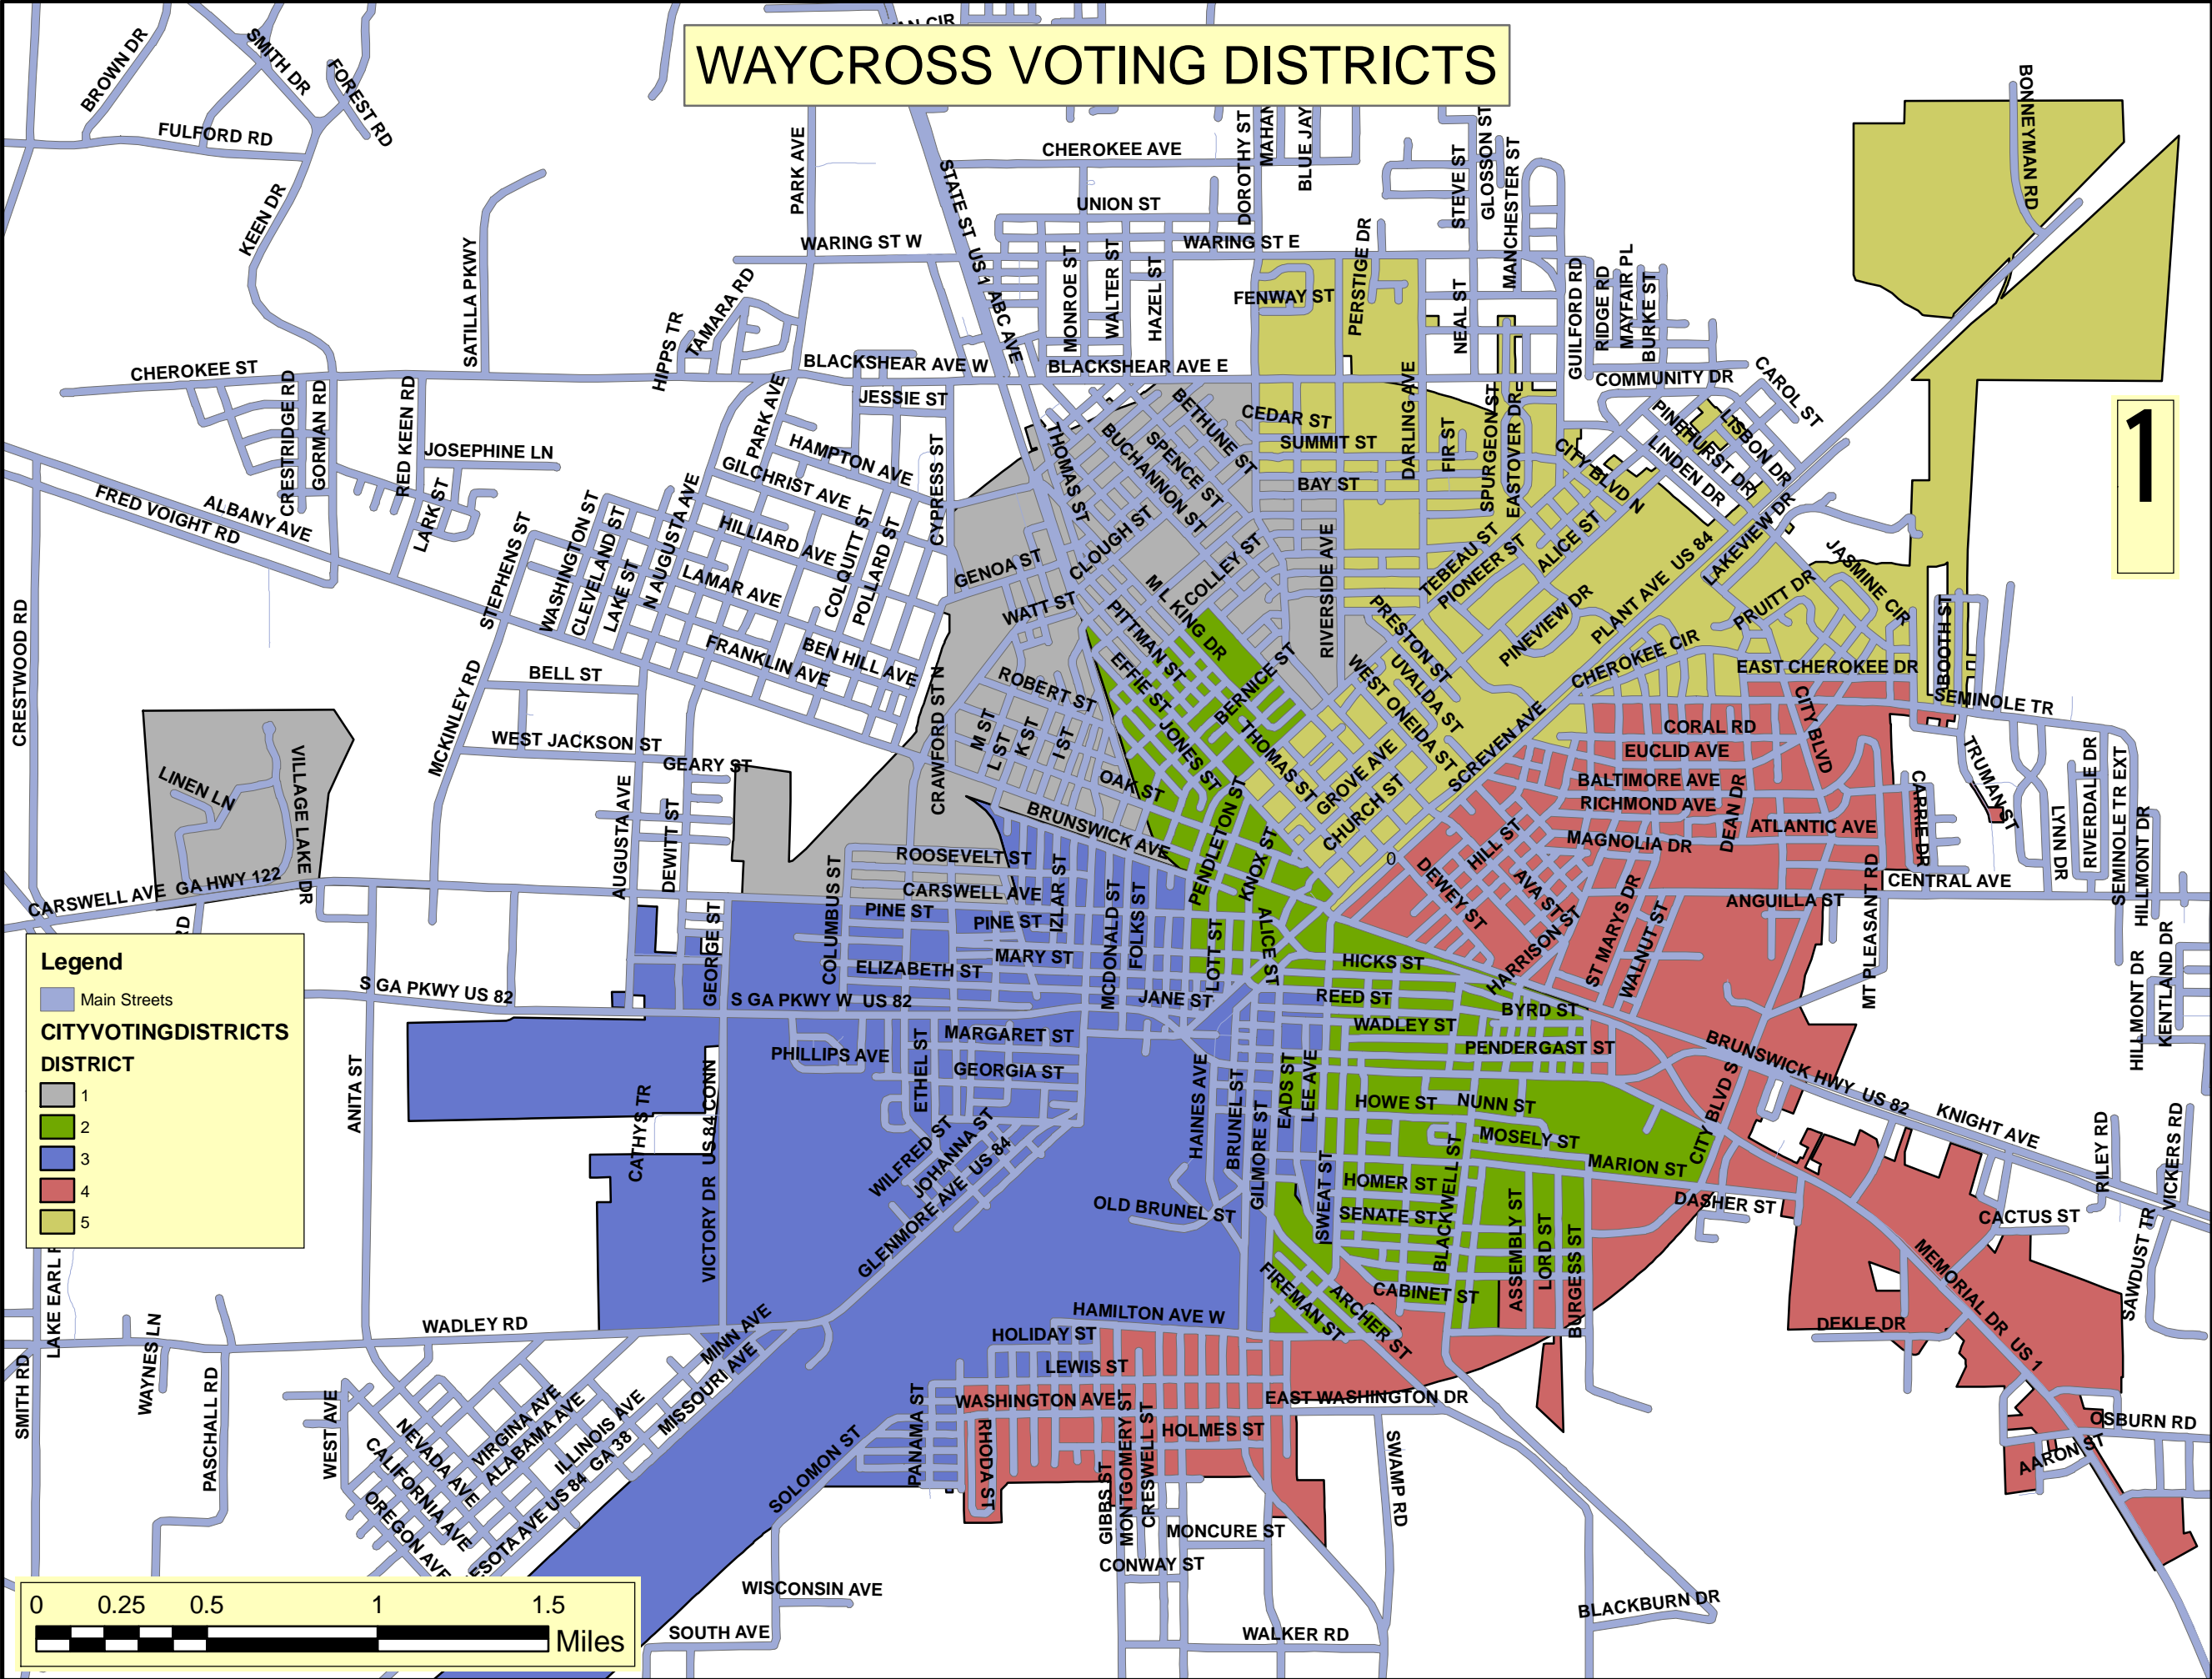 WAYCROSS VOTING DISTRICTS
1
BROWN DR
SMITH DR
FOREST RD
FULFORD RD
KEEN DR
SATILLA PKWY
PARK AVE
CHEROKEE AVE
DOROTHY ST
BLUE JAY
STEVE ST
GLOSSON ST
MANCHESTER ST
BONNEYMAN RD
STATE ST US 1
ABC AVE
UNION ST
WARING ST W
WARING ST E
MONROE ST
WALTER ST
HAZEL ST
FENWAY ST
PERSTIGE DR
NEAL ST
GUILFORD RD
RIDGE RD
MAYFAIR PL
BURKE ST
HIPPS TR
TAMARA RD
CHEROKEE ST
BLACKSHEAR AVE W
BLACKSHEAR AVE E
COMMUNITY DR
CAROL ST
CRESTRIDGE RD
GORMAN RD
RED KEEN RD
JOSEPHINE LN
LARK ST
PARK AVE
JESSIE ST
HAMPTON AVE
GILCHRIST AVE
CYPRESS ST
THOMAS ST
BUCHANNON ST
SPENCE ST
BETHUNE ST
CEDAR ST
SUMMIT ST
BAY ST
DARLING AVE
FIR ST
SPURGEON ST
EASTOVER DR
CITY BLVD N
PINEHURST DR
LISBON DR
LINDEN DR
LAKEVIEW DR
FRED VOIGHT RD
ALBANY AVE
STEPHENS ST
WASHINGTON ST
CLEVELAND ST
LAKE ST
N AUGUSTA AVE
HILLIARD AVE
LAMAR AVE
COLQUITT ST
POLLARD ST
FRANKLIN AVE
BEN HILL AVE
GENOA ST
CLOUGH ST
WATT ST
COLLEY ST
M L KING DR
PITTMAN ST
EFFIE ST
JONES ST
BERNICE ST
RIVERSIDE AVE
TEBEAU ST
PIONEER ST
ALICE ST
PINEVIEW DR
PLANT AVE US 84
PRESTON ST
UVALDA ST
WEST ONEIDA ST
CHEROKEE CIR
PRUITT DR
JASMINE CIR
EAST CHEROKEE DR
BOOTH ST
SEMINOLE TR
CRESTWOOD RD
MCKINLEY RD
BELL ST
WEST JACKSON ST
GEARY ST
AUGUSTA AVE
DEWITT ST
CRAWFORD ST N
ROBERT ST
M ST
L ST
K ST
I ST
OAK ST
BRUNSWICK AVE
PENDLETON ST
KNOX ST
THOMAS ST
GROVE AVE
CHURCH ST
SCREVEN AVE
0
CORAL RD
CITY BLVD
EUCLID AVE
BALTIMORE AVE
RICHMOND AVE
DEAN DR
ATLANTIC AVE
MAGNOLIA DR
CARRIE DR
TRUMAN ST
LYNN DR
RIVERDALE DR
SEMINOLE TR EXT
HILLMONT DR
LINEN LN
VILLAGE LAKE DR
CARSWELL AVE GA HWY 122
ROOSEVELT ST
CARSWELL AVE
COLUMBUS ST
PINE ST
PINE ST
IZLAR ST
MCDONALD ST
FOLKS ST
MARY ST
ELIZABETH ST
GEORGE ST
LOTT ST
ALICE ST
HILL ST
DEWEY ST
AVA ST
HARRISON ST
ST MARYS DR
WALNUT ST
ANGUILLA ST
CENTRAL AVE
MT PLEASANT RD
HILLMONT DR
KENTLAND DR
RD
Legend
Main Streets
CITYVOTINGDISTRICTS
DISTRICT
1
2
3
4
5
S GA PKWY US 82
S GA PKWY W US 82
JANE ST
HICKS ST
REED ST
WADLEY ST
BYRD ST
PENDERGAST ST
MARGARET ST
PHILLIPS AVE
ETHEL ST
GEORGIA ST
ANITA ST
CATHYS TR
VICTORY DR US 84 CONN
WILFRED ST
JOHANNA ST
GLENMORE AVE US 84
HAINES AVE
BRUNEL ST
GILMORE ST
EADS ST
LEE AVE
OLD BRUNEL ST
HOWE ST
NUNN ST
MOSELY ST
MARION ST
BLACKWELL ST
HOMER ST
SENATE ST
SWEAT ST
CABINET ST
ASSEMBLY ST
LORD ST
BURGESS ST
CITY BLVD S
DASHER ST
BRUNSWICK HWY US 82
KNIGHT AVE
RILEY RD
VICKERS RD
CACTUS ST
SAWDUST TR
MEMORIAL DR US 1
DEKLE DR
OSBURN RD
AARON ST
FIREMAN ST
ARCHER ST
HAMILTON AVE W
HOLIDAY ST
LEWIS ST
WASHINGTON AVE
EAST WASHINGTON DR
HOLMES ST
RHODA ST
PANAMA ST
SOLOMON ST
GIBBS ST
MONTGOMERY ST
CRESWELL ST
MONCURE ST
CONWAY ST
SWAMP RD
WALKER RD
BLACKBURN DR
WISCONSIN AVE
SOUTH AVE
LAKE EARL
SMITH RD
WAYNES LN
PASCHALL RD
WADLEY RD
WEST AVE
NEVADA AVE
CALIFORNIA AVE
OREGON AVE
VIRGINIA AVE
ALABAMA AVE
ILLINOIS AVE
MISSOURI AVE
MINN AVE
SOTA AVE US 84 GA 38
0 0.25 0.5 1 1.5
Miles